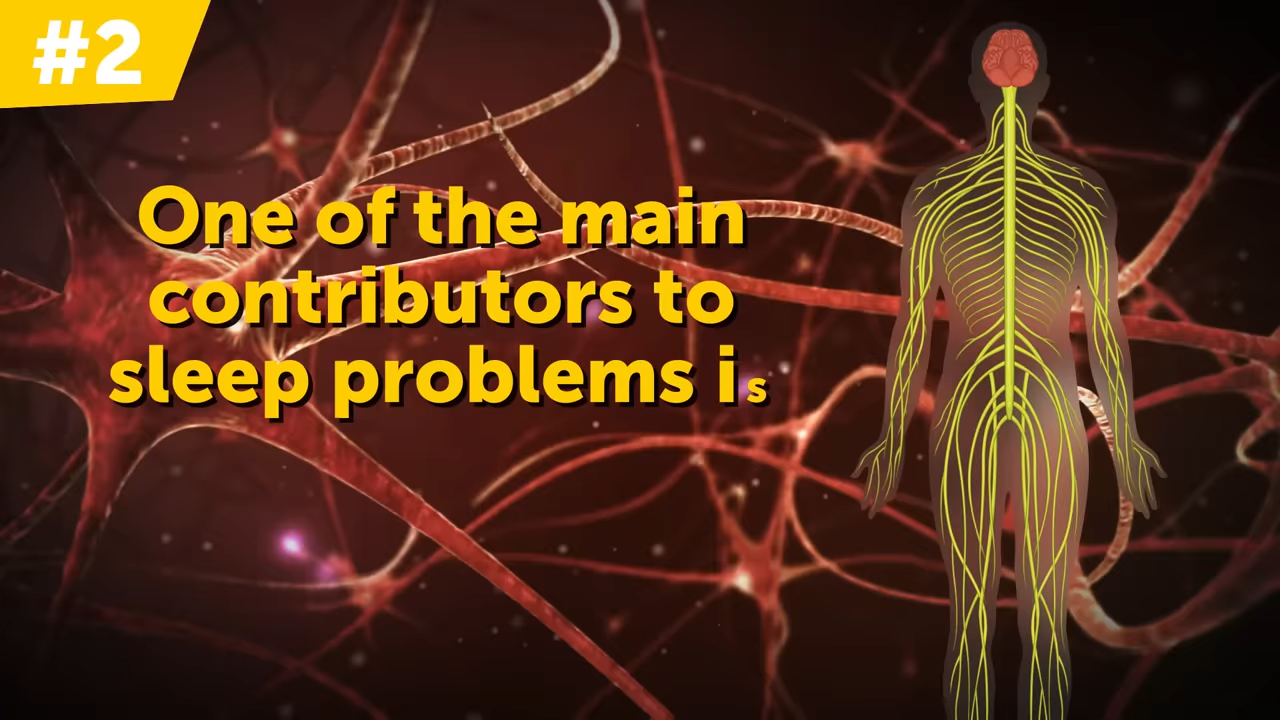 #2
One of the main
contributors to
sleep problems is